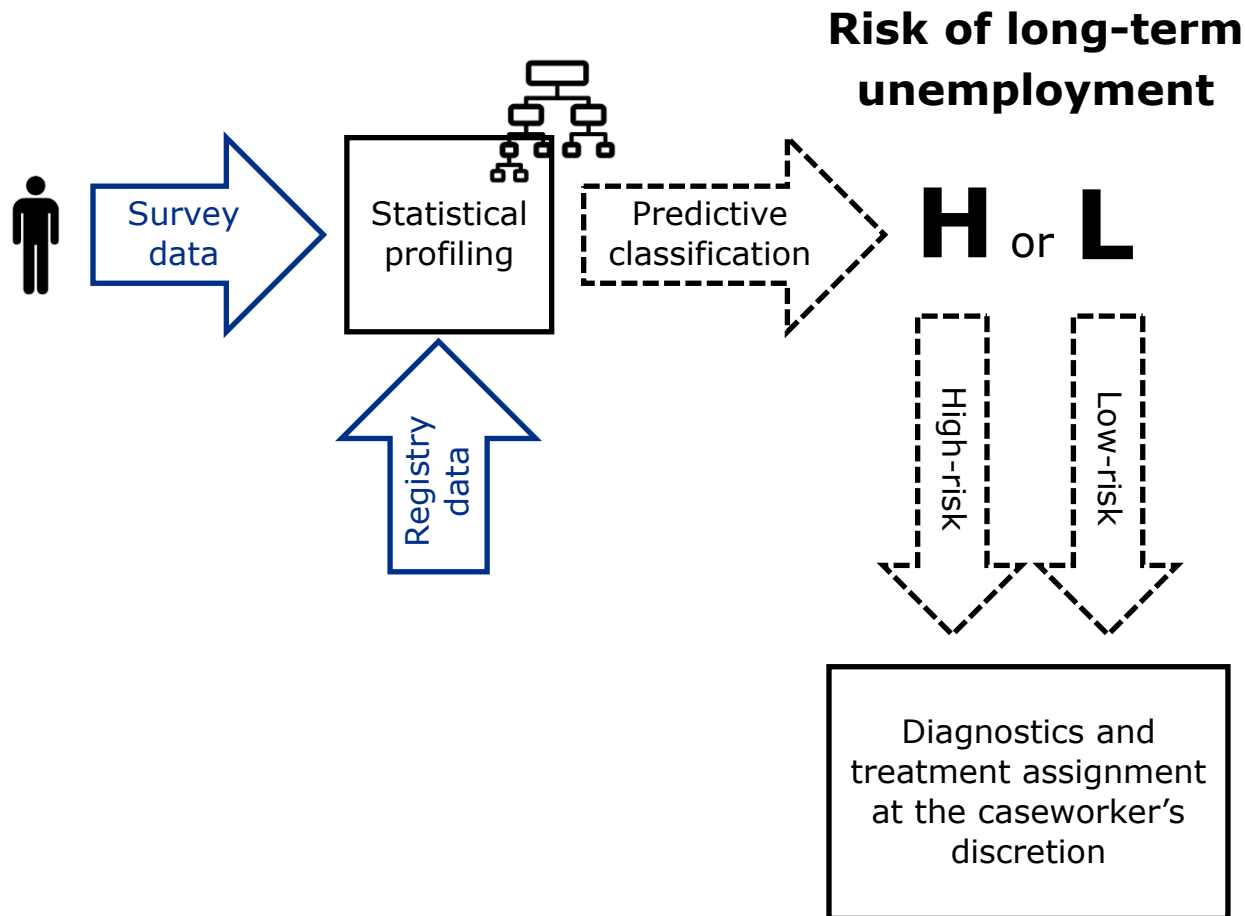 Risk of long-term
unemployment
Survey
data
Statistical
profiling
Predictive
classification
H or L
Registry
data
High-risk
Low-risk
Diagnostics and
treatment assignment
at the caseworker’s
discretion